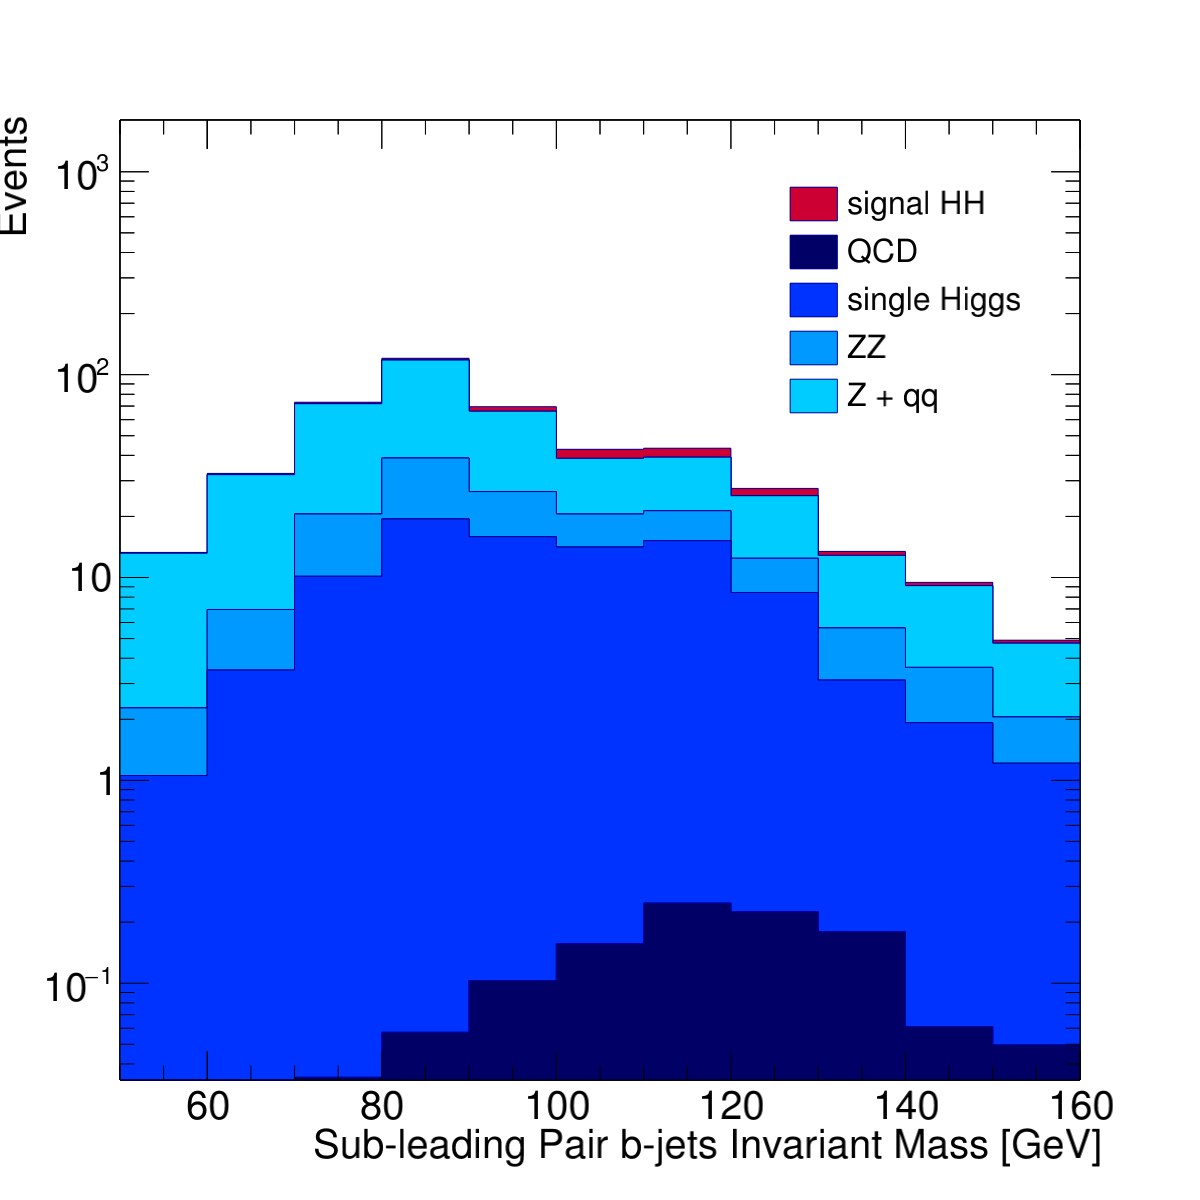 Events
10³
10²
10
1
10⁻¹
signal HH
QCD
single Higgs
ZZ
Z + qq
60 80 100 120 140 160
Sub-leading Pair b-jets Invariant Mass [GeV]